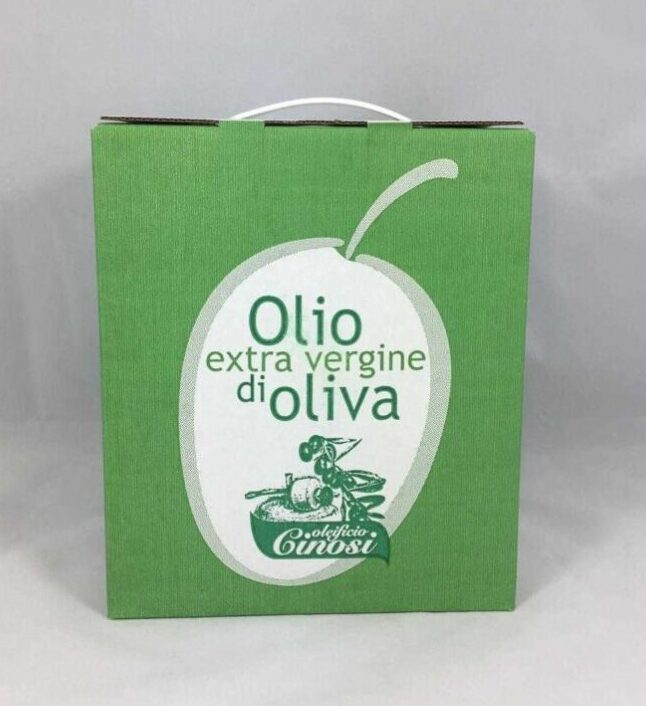 Olio
extra vergine
di oliva
oleificio
Cinosi